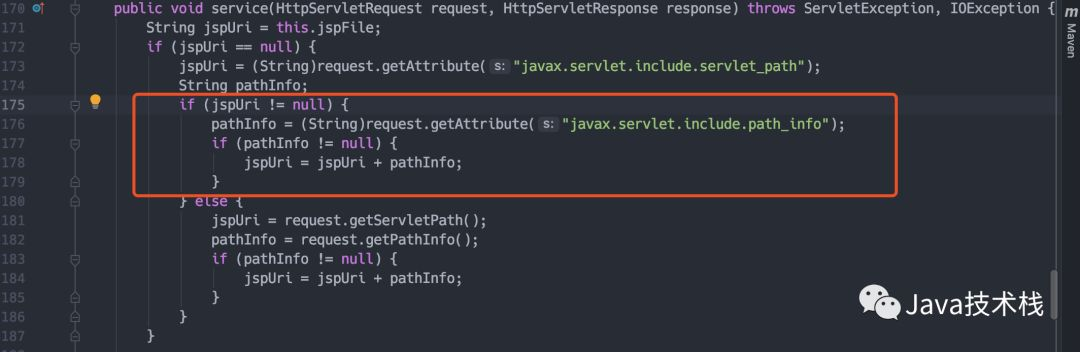 170 public void service(HttpServletRequest request, HttpServletResponse response) throws ServletException, IOException {
171 String jspUri = this.jspFile;
172 if (jspUri == null) {
173 jspUri = (String)request.getAttribute( s: "javax.servlet.include.servlet_path");
174 String pathInfo;
175 if (jspUri != null) {
176 pathInfo = (String)request.getAttribute( s: "javax.servlet.include.path_info");
177 if (pathInfo != null) {
178 jspUri = jspUri + pathInfo;
179 }
180 } else {
181 jspUri = request.getServletPath();
182 pathInfo = request.getPathInfo();
183 if (pathInfo != null) {
184 jspUri = jspUri + pathInfo;
185 }
186 }
187 }
m Maven
Java技术栈